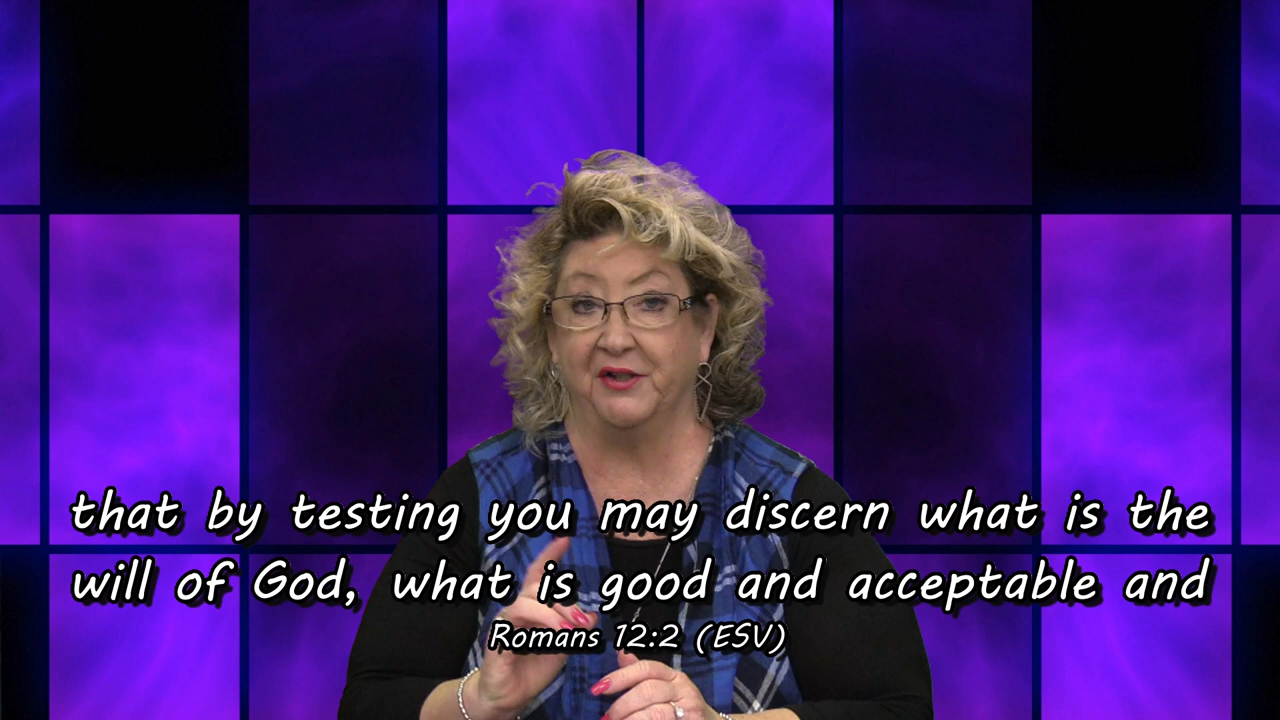 that by testing you may discern what is the
will of God, what is good and acceptable and
Romans 12:2 (ESV)